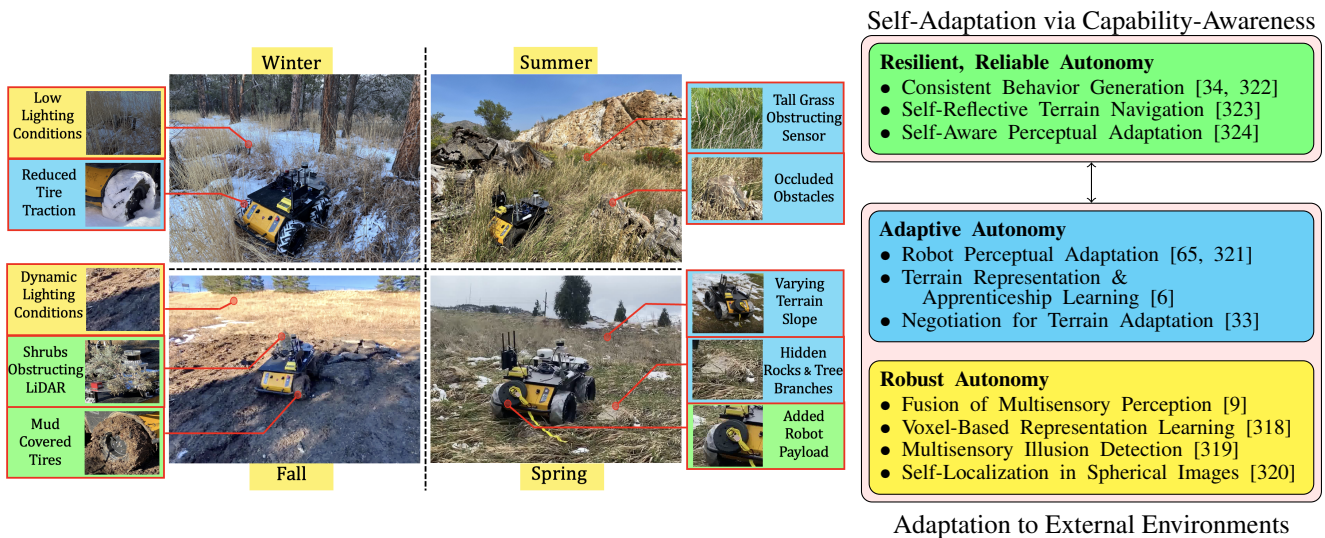 Winter
Summer
Low
Lighting
Conditions
Reduced
Tire
Traction
Tall Grass
Obstructing
Sensor
Occluded
Obstacles
Dynamic
Lighting
Conditions
Shrubs
Obstructing
LiDAR
Mud
Covered
Tires
Varying
Terrain
Slope
Hidden
Rocks & Tree
Branches
Added
Robot
Payload
Fall
Spring
Self-Adaptation via Capability-Awareness
Resilient, Reliable Autonomy
• Consistent Behavior Generation [34, 322]
• Self-Reflective Terrain Navigation [323]
• Self-Aware Perceptual Adaptation [324]
Adaptive Autonomy
• Robot Perceptual Adaptation [65, 321]
• Terrain Representation &
Apprenticeship Learning [6]
• Negotiation for Terrain Adaptation [33]
Robust Autonomy
• Fusion of Multisensory Perception [9]
• Voxel-Based Representation Learning [318]
• Multisensory Illusion Detection [319]
• Self-Localization in Spherical Images [320]
Adaptation to External Environments